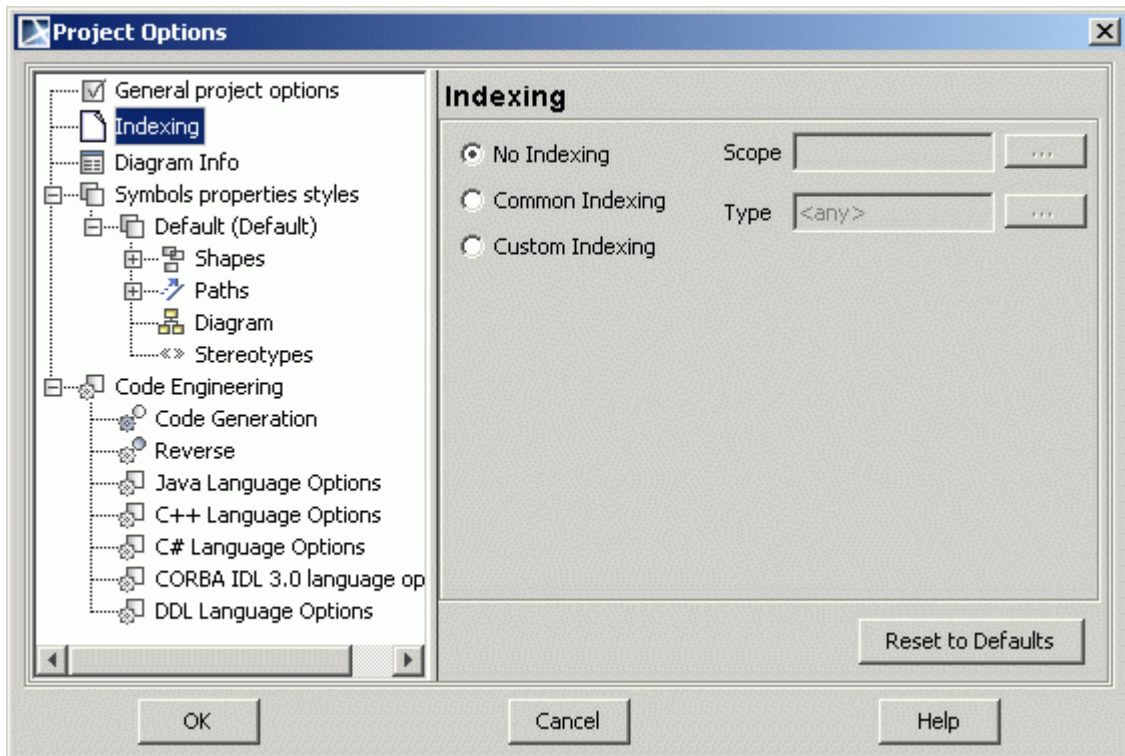 Project Options
General project options
Indexing
Diagram Info
Symbols properties styles
Default (Default)
Shapes
Paths
Diagram
«» Stereotypes
Code Engineering
Code Generation
Reverse
Java Language Options
C++ Language Options
C# Language Options
CORBA IDL 3.0 language op
DDL Language Options
Indexing
No Indexing
Scope
...
Common Indexing
Type
<any>
...
Custom Indexing
Reset to Defaults
OK
Cancel
Help